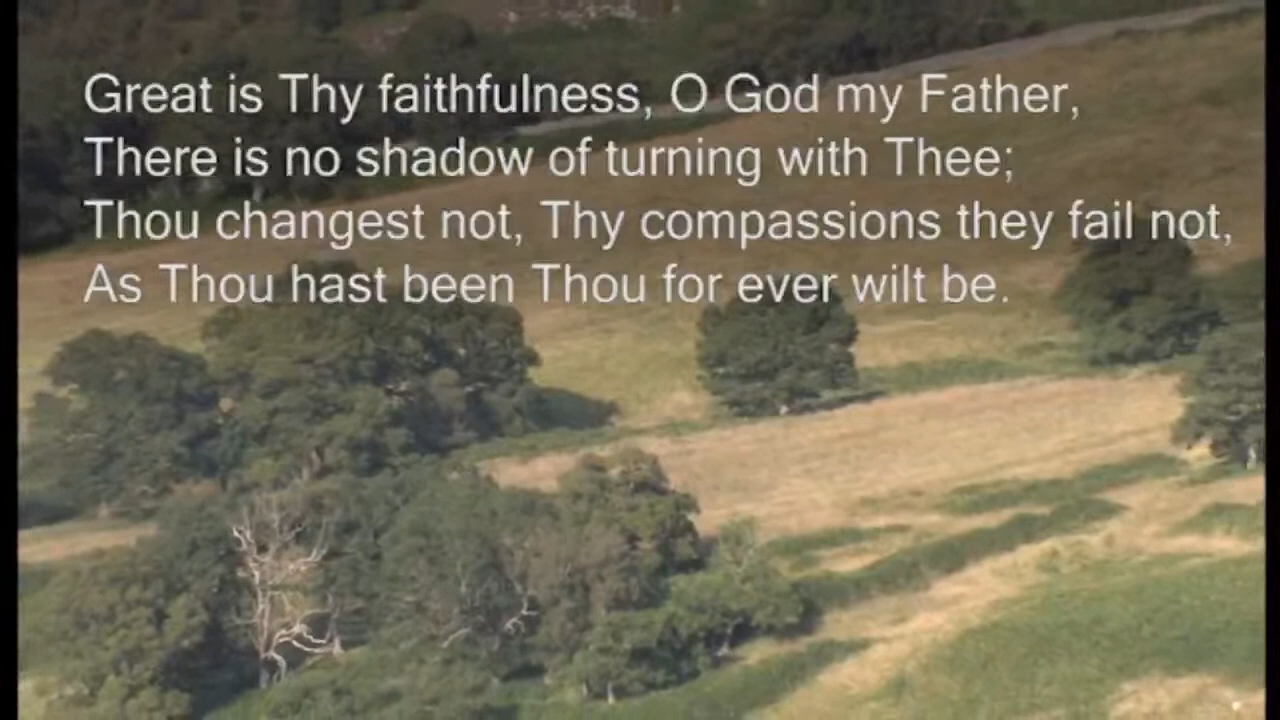 Great is Thy faithfulness, O God my Father,
There is no shadow of turning with Thee;
Thou changest not, Thy compassions they fail not,
As Thou hast been Thou for ever wilt be.